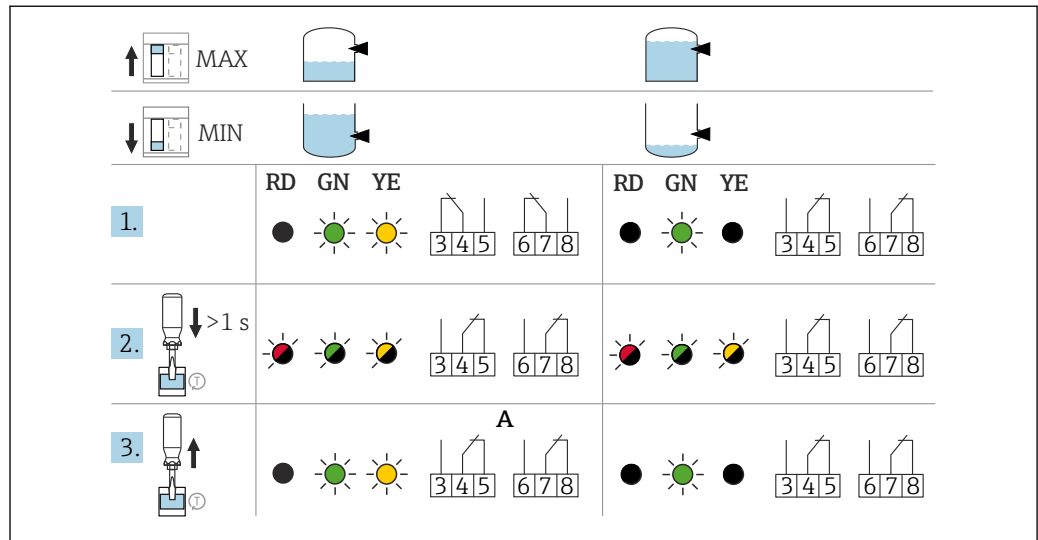 MAX
MIN
RD GN YE RD GN YE
1. 3 4 5 6 7 8 3 4 5 6 7 8
2. >1 s T 3 4 5 6 7 8 3 4 5 6 7 8
A
3. T 3 4 5 6 7 8 3 4 5 6 7 8